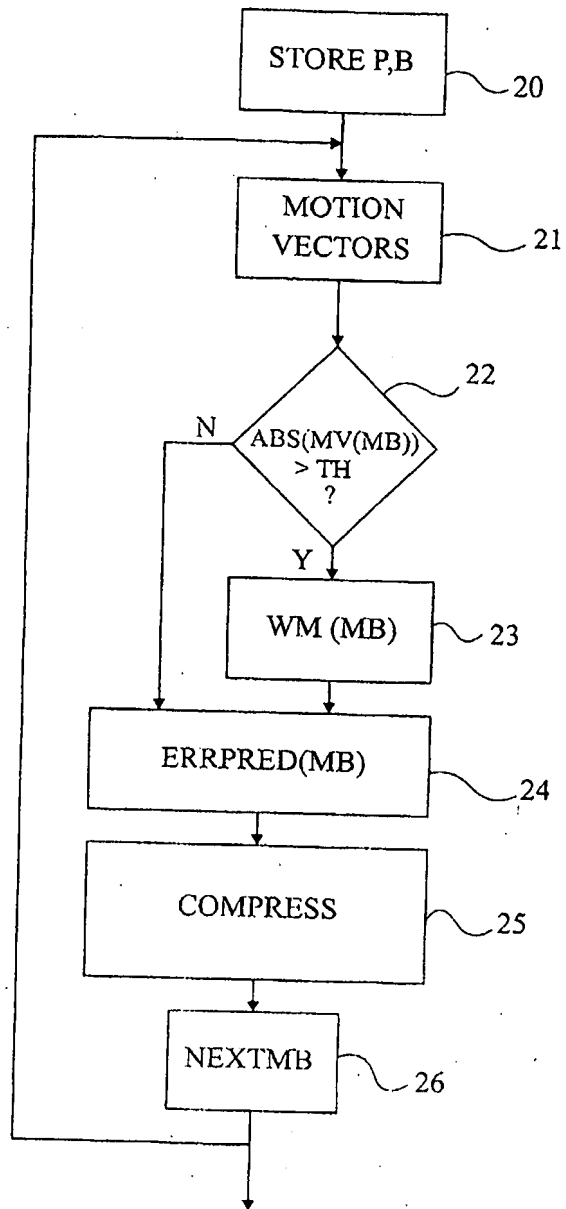 STORE P,B
20
MOTION
VECTORS
21
22
N
ABS(MV(MB))
> TH
?
Y
WM (MB)
23
ERRPRED(MB)
24
COMPRESS
25
NEXTMB
26